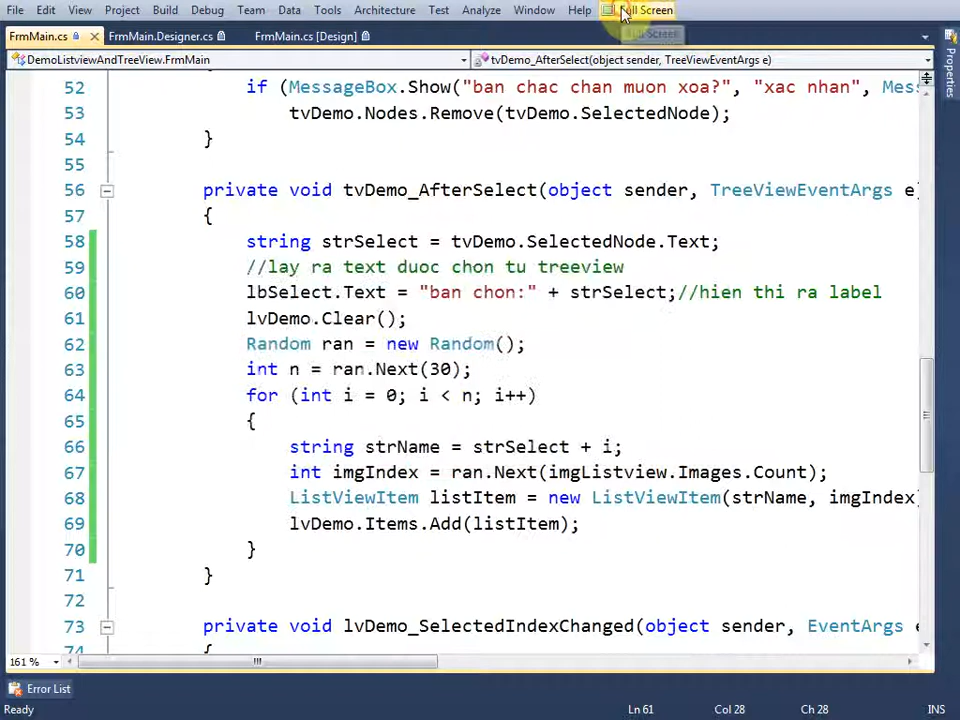 File Edit View Project Build Debug Team Data Tools Architecture Test Analyze Window Help Full Screen
FrmMain.cs FrmMain.Designer.cs FrmMain.cs [Design]
Full Screen
DemoListviewAndTreeView.FrmMain tvDemo_AfterSelect(object sender, TreeViewEventArgs e)
Properties
52 if (MessageBox.Show("ban chac chan muon xoa?", "xac nhan", Mess
53 tvDemo.Nodes.Remove(tvDemo.SelectedNode);
54 }
55
56 private void tvDemo_AfterSelect(object sender, TreeViewEventArgs e)
57 {
58 string strSelect = tvDemo.SelectedNode.Text;
59 //lay ra text duoc chon tu treeview
60 lbSelect.Text = "ban chon:" + strSelect;//hien thi ra label
61 lvDemo.Clear();
62 Random ran = new Random();
63 int n = ran.Next(30);
64 for (int i = 0; i < n; i++)
65 {
66 string strName = strSelect + i;
67 int imgIndex = ran.Next(imgListview.Images.Count);
68 ListViewItem listItem = new ListViewItem(strName, imgIndex
69 lvDemo.Items.Add(listItem);
70 }
71 }
72
73 private void lvDemo_SelectedIndexChanged(object sender, EventArgs e
74 {
161 %
Error List
Ready Ln 61 Col 28 Ch 28 INS